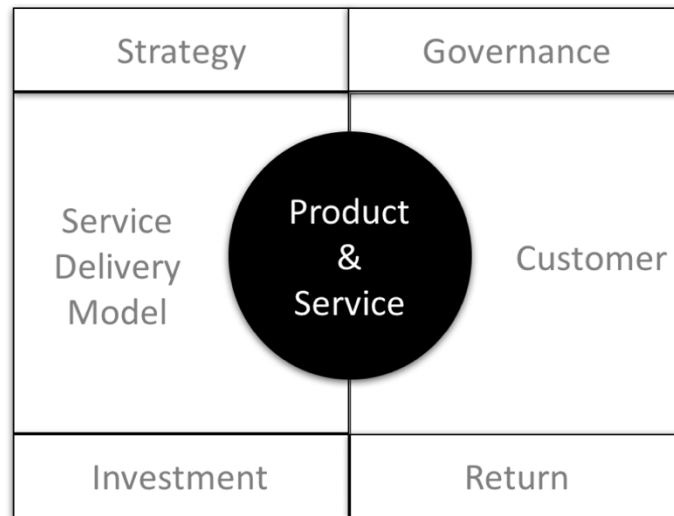 Strategy
Governance
Service
Delivery
Model
Product
&
Service
Customer
Investment
Return